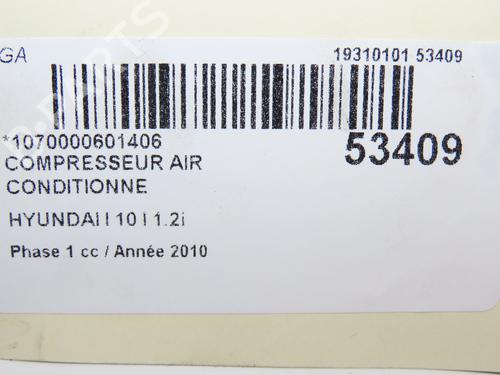 GA
19310101 53409
*1070000601406
53409
COMPRESSEUR AIR
CONDITIONNE
HYUNDAI I 10 I 1.2i
Phase 1 cc / Année 2010